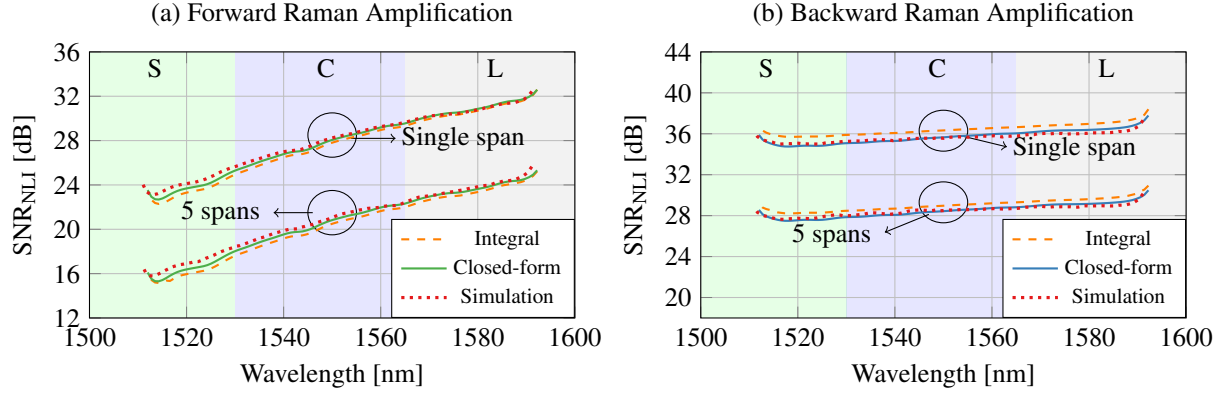 (a) Forward Raman Amplification
36
32
28
24
20
16
12
SNR_NLI [dB]
S
C
L
Single span
5 spans
Integral
Closed-form
Simulation
1500
1520
1540
1560
1580
1600
Wavelength [nm]
(b) Backward Raman Amplification
44
40
36
32
28
24
20
SNR_NLI [dB]
S
C
L
Single span
5 spans
Integral
Closed-form
Simulation
1500
1520
1540
1560
1580
1600
Wavelength [nm]